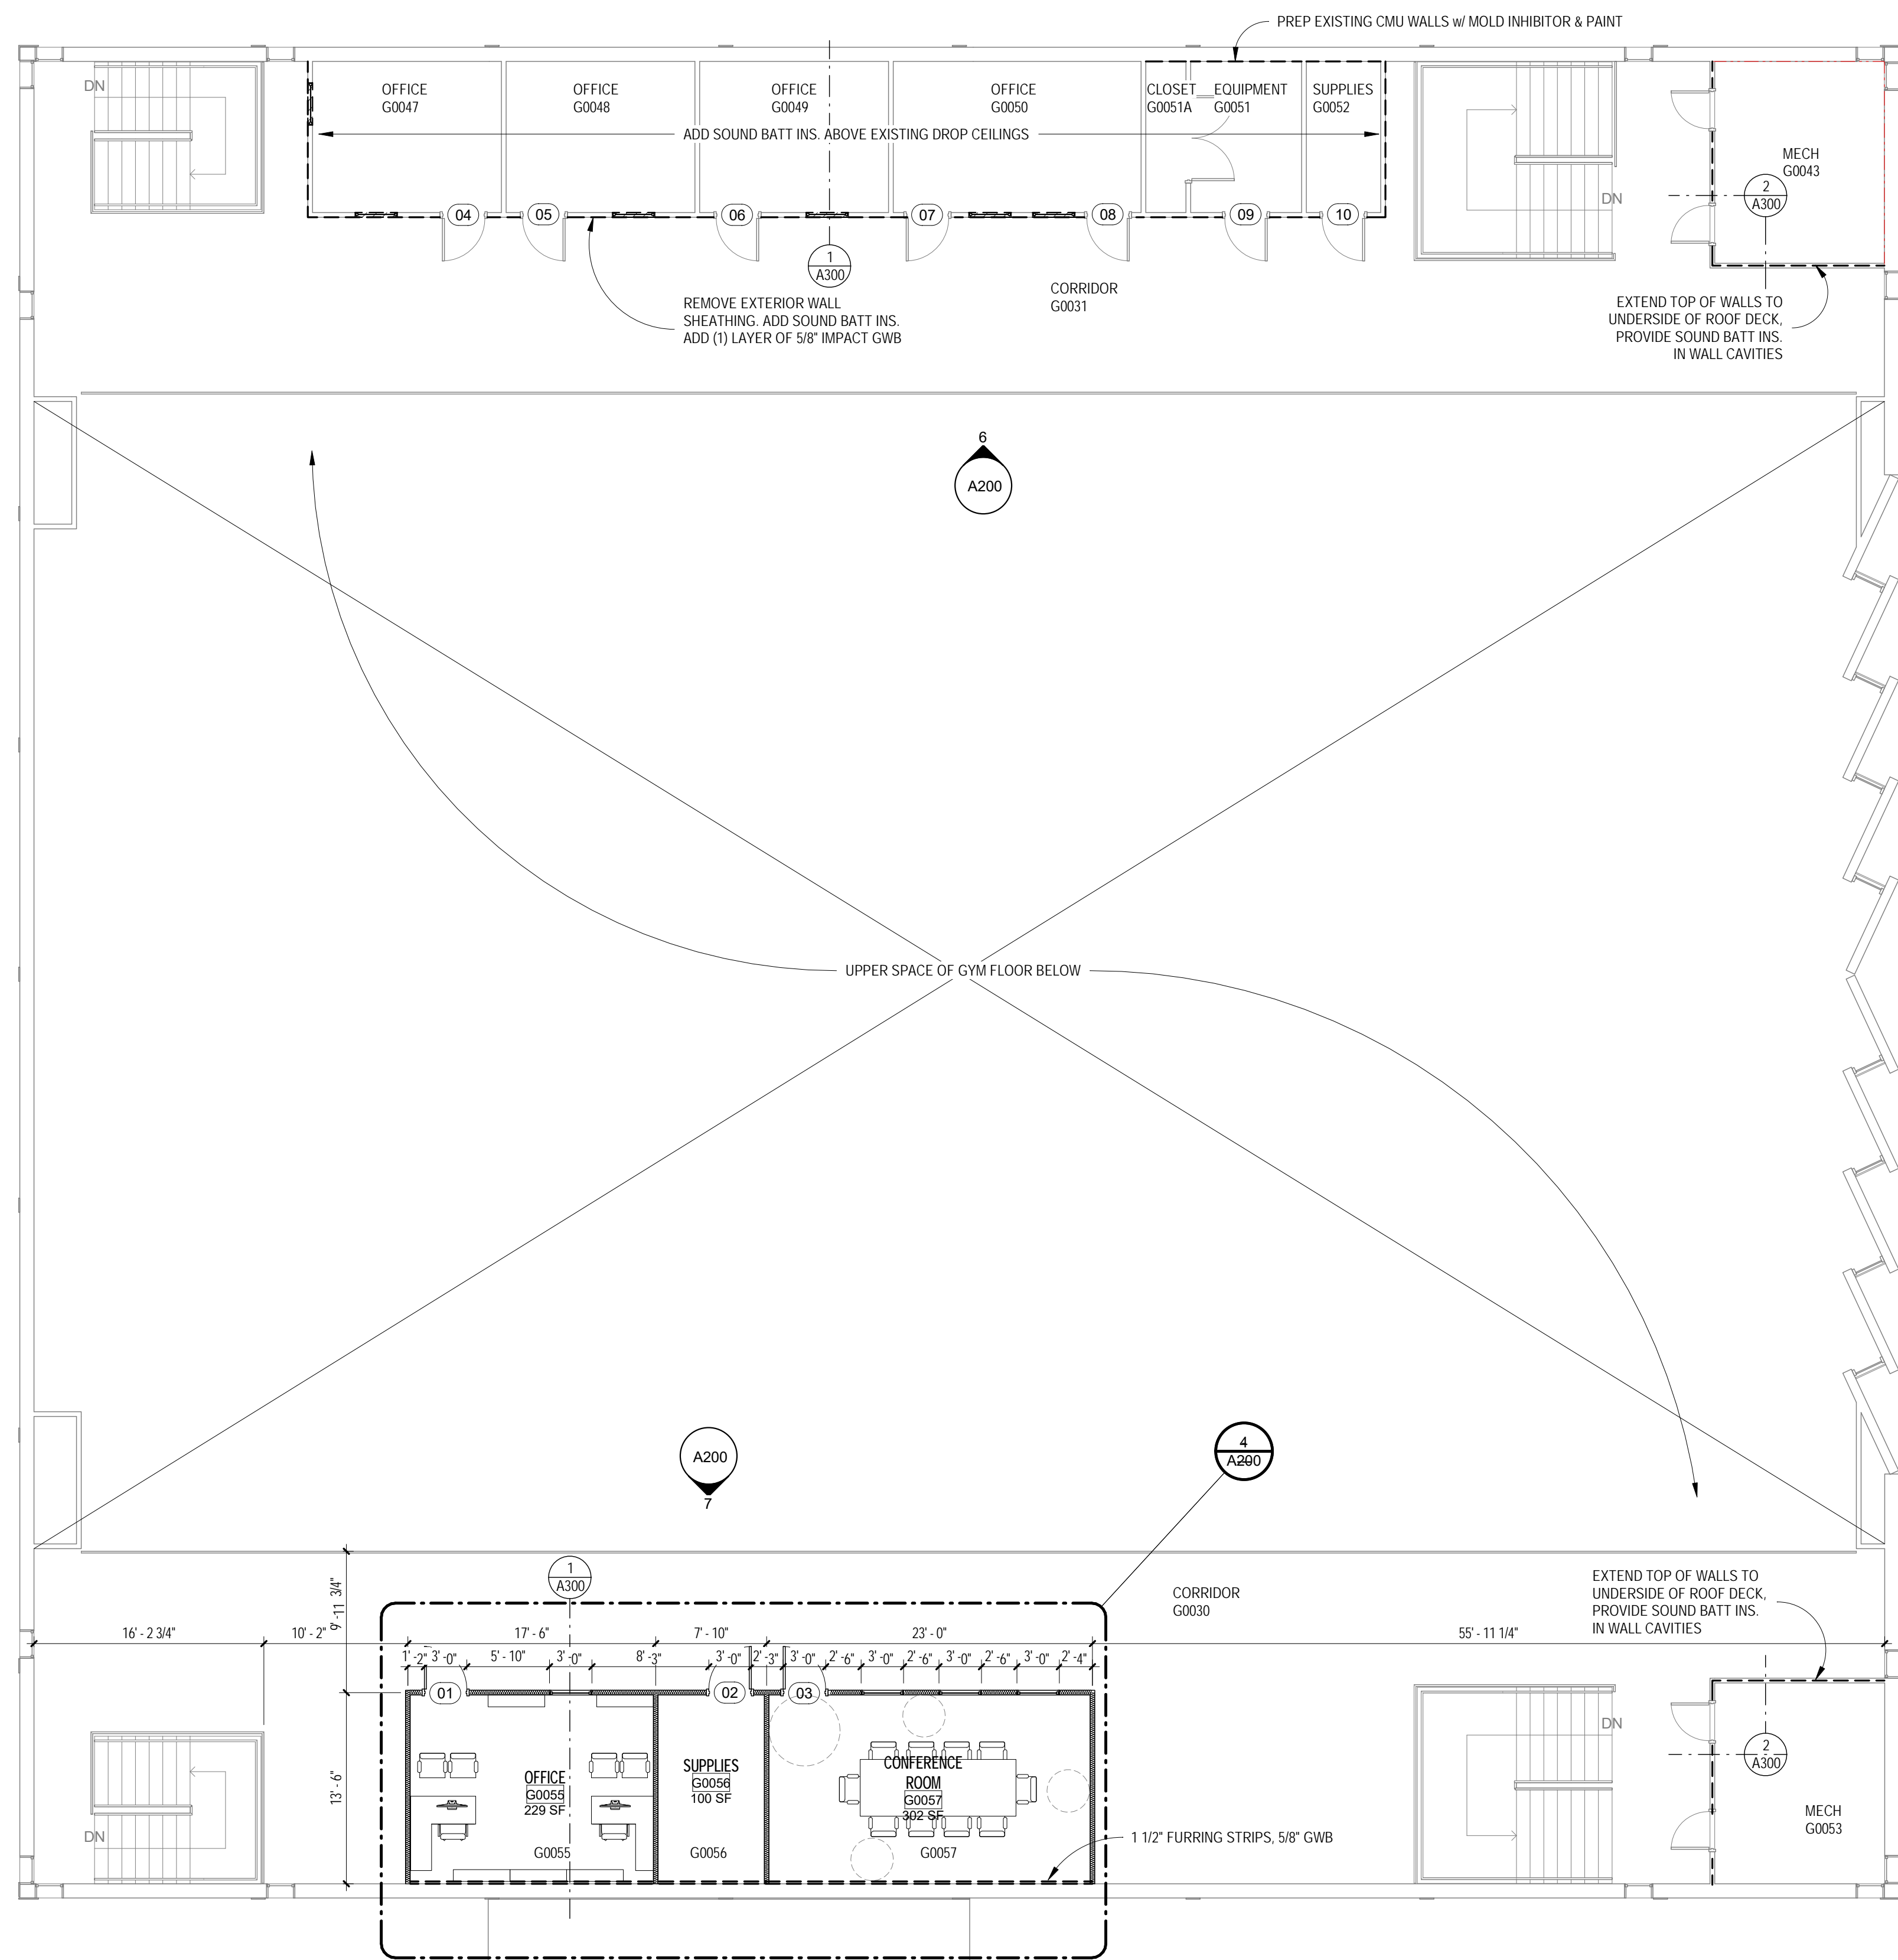 PREP EXISTING CMU WALLS w/ MOLD INHIBITOR & PAINT
DN
OFFICE
G0047
OFFICE
G0048
OFFICE
G0049
OFFICE
G0050
CLOSET
G0051A
EQUIPMENT
G0051
SUPPLIES
G0052
ADD SOUND BATT INS. ABOVE EXISTING DROP CEILINGS
MECH
G0043
2
A300
DN
04
05
06
07
08
09
10
1
A300
CORRIDOR
G0031
REMOVE EXTERIOR WALL
SHEATHING. ADD SOUND BATT INS.
ADD (1) LAYER OF 5/8" IMPACT GWB
EXTEND TOP OF WALLS TO
UNDERSIDE OF ROOF DECK,
PROVIDE SOUND BATT INS.
IN WALL CAVITIES
6
A200
UPPER SPACE OF GYM FLOOR BELOW
A200
7
4
A200
1
A300
CORRIDOR
G0030
EXTEND TOP OF WALLS TO
UNDERSIDE OF ROOF DECK,
PROVIDE SOUND BATT INS.
IN WALL CAVITIES
9' - 11 3/4"
16' - 2 3/4"
10' - 2"
17' - 6"
7' - 10"
23' - 0"
55' - 11 1/4"
1' - 2"
3' - 0"
5' - 10"
3' - 0"
8' - 3"
3' - 0"
2' - 3"
3' - 0"
2' - 6"
3' - 0"
2' - 6"
3' - 0"
2' - 6"
3' - 0"
2' - 4"
01
02
03
13' - 6"
OFFICE
G0055
229 SF
G0055
SUPPLIES
G0056
100 SF
G0056
CONFERENCE
ROOM
G0057
302 SF
G0057
1 1/2" FURRING STRIPS, 5/8" GWB
DN
DN
2
A300
MECH
G0053